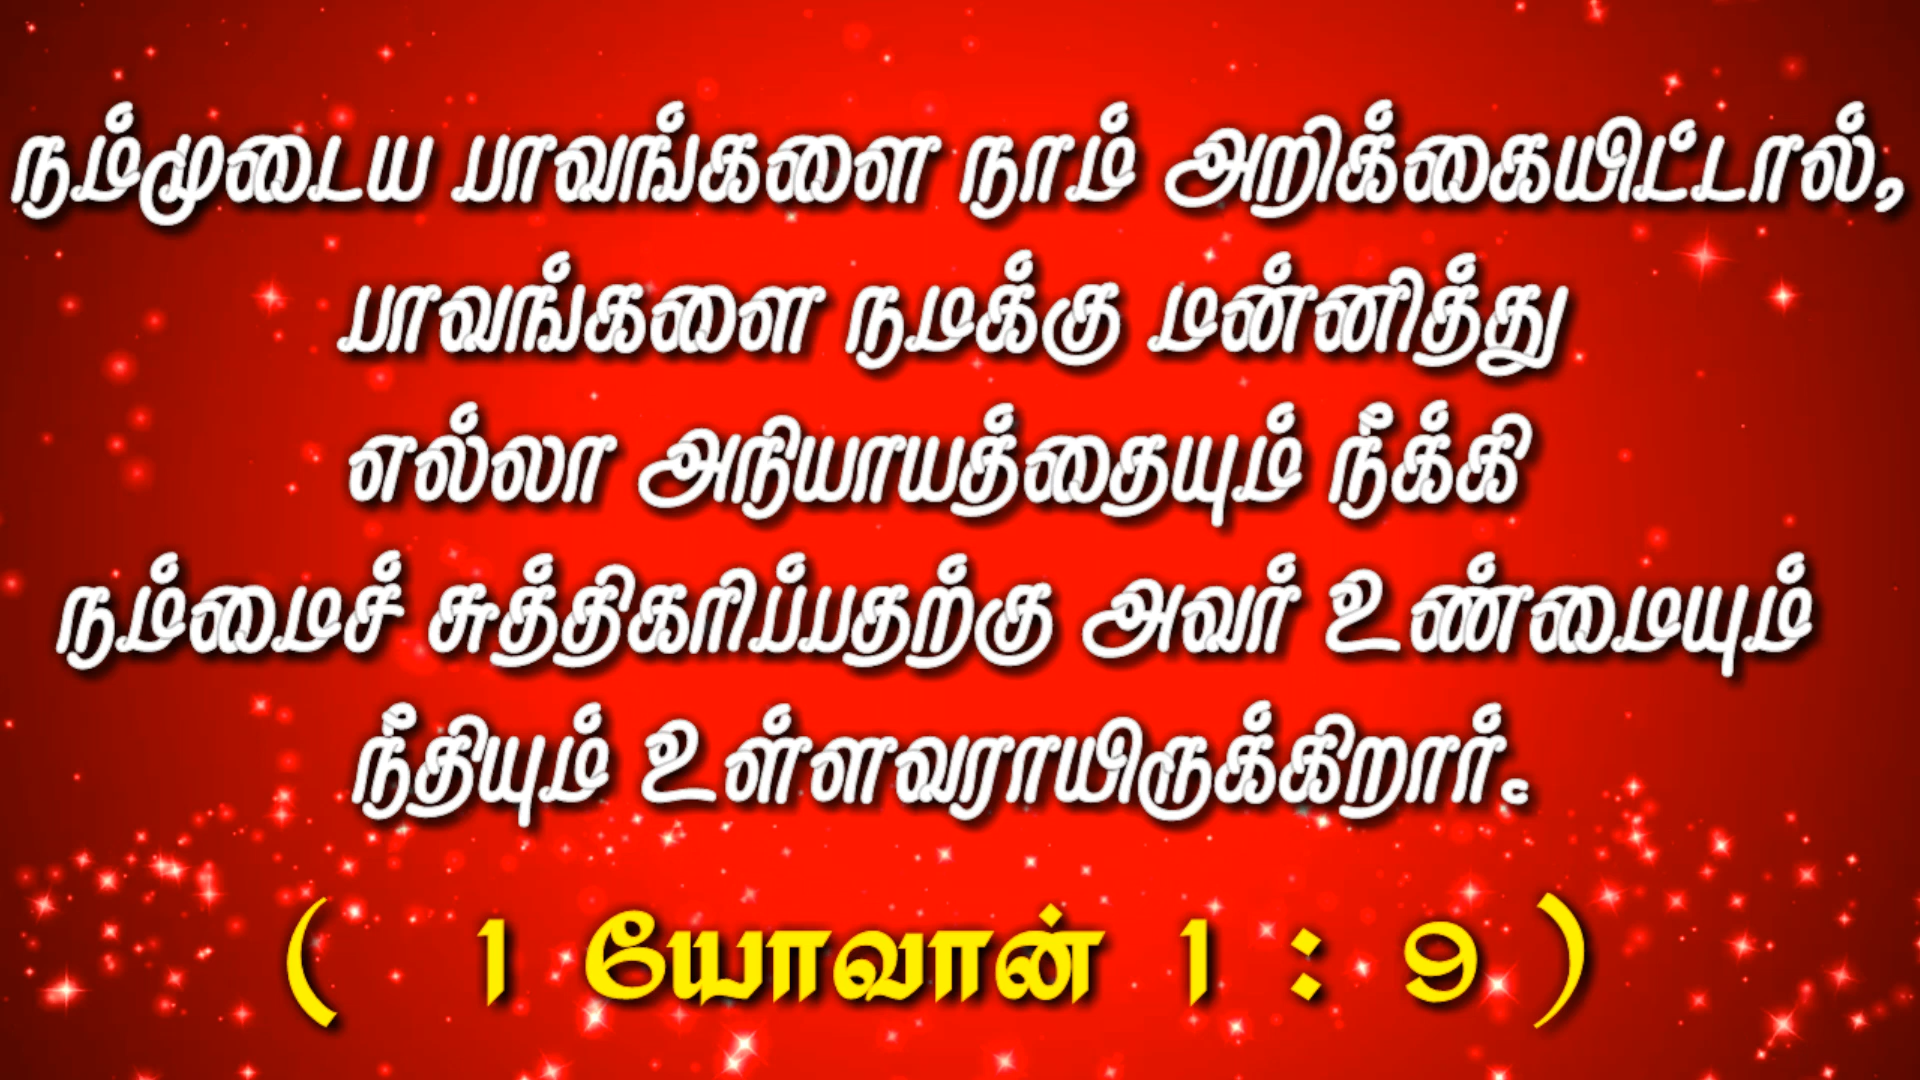 நம்முடைய பாவங்களை நாம் அறிக்கையிட்டால்,
பாவங்களை நமக்கு மன்னித்து
எல்லா அநியாயத்தையும் நீக்கி
நம்மைச் சுத்திகரிப்பதற்கு அவர் உண்மையும்
நீதியும் உள்ளவராயிருக்கிறார்.
( 1 யோவான் 1 : 9 )